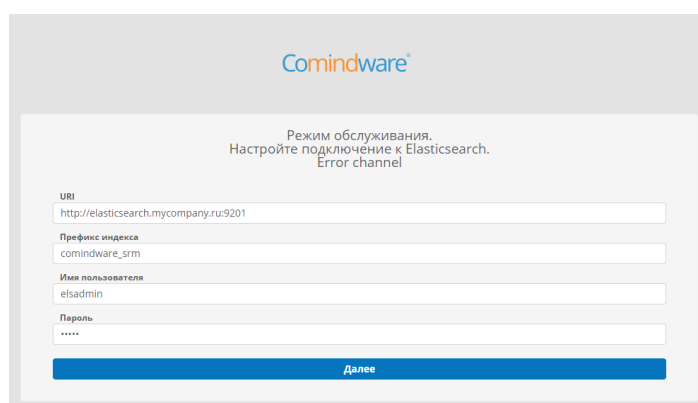 Comindware®
Режим обслуживания.
Настройте подключение к Elasticsearch.
Error channel
URI
http://elasticsearch.mycompany.ru:9201
Префикс индекса
comindware_srm
Имя пользователя
elsadmin
Пароль
•••••
Далее